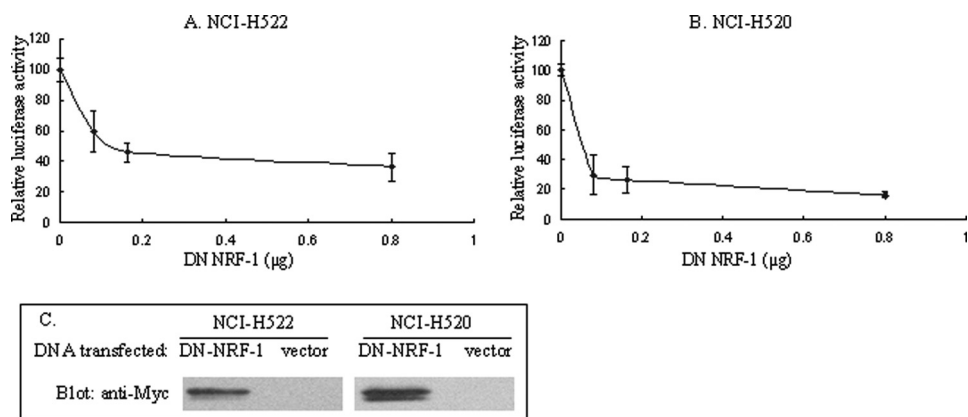 A. NCI-H522
Relative luciferase activity
120
100
80
60
40
20
0
0 0.2 0.4 0.6 0.8 1
DN NRF-1 (µg)
B. NCI-H520
Relative luciferase activity
120
100
80
60
40
20
0
0 0.2 0.4 0.6 0.8 1
DN NRF-1 (µg)
C.
NCI-H522 NCI-H520
DNA transfected: DN-NRF-1 vector DN-NRF-1 vector
Blot: anti-Myc